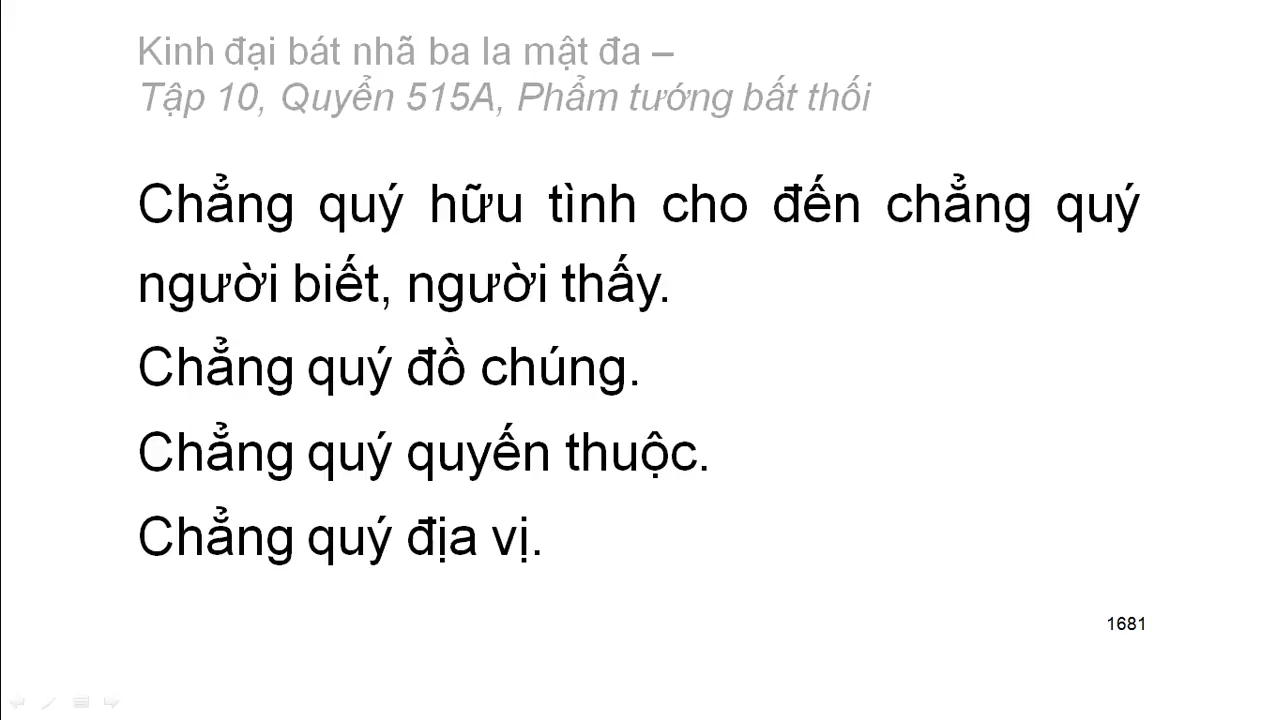 Kinh đại bát nhã ba la mật đa –
Tập 10, Quyển 515A, Phẩm tướng bất thối
Chẳng quý hữu tình cho đến chẳng quý
người biết, người thấy.
Chẳng quý đồ chúng.
Chẳng quý quyến thuộc.
Chẳng quý địa vị.
1681